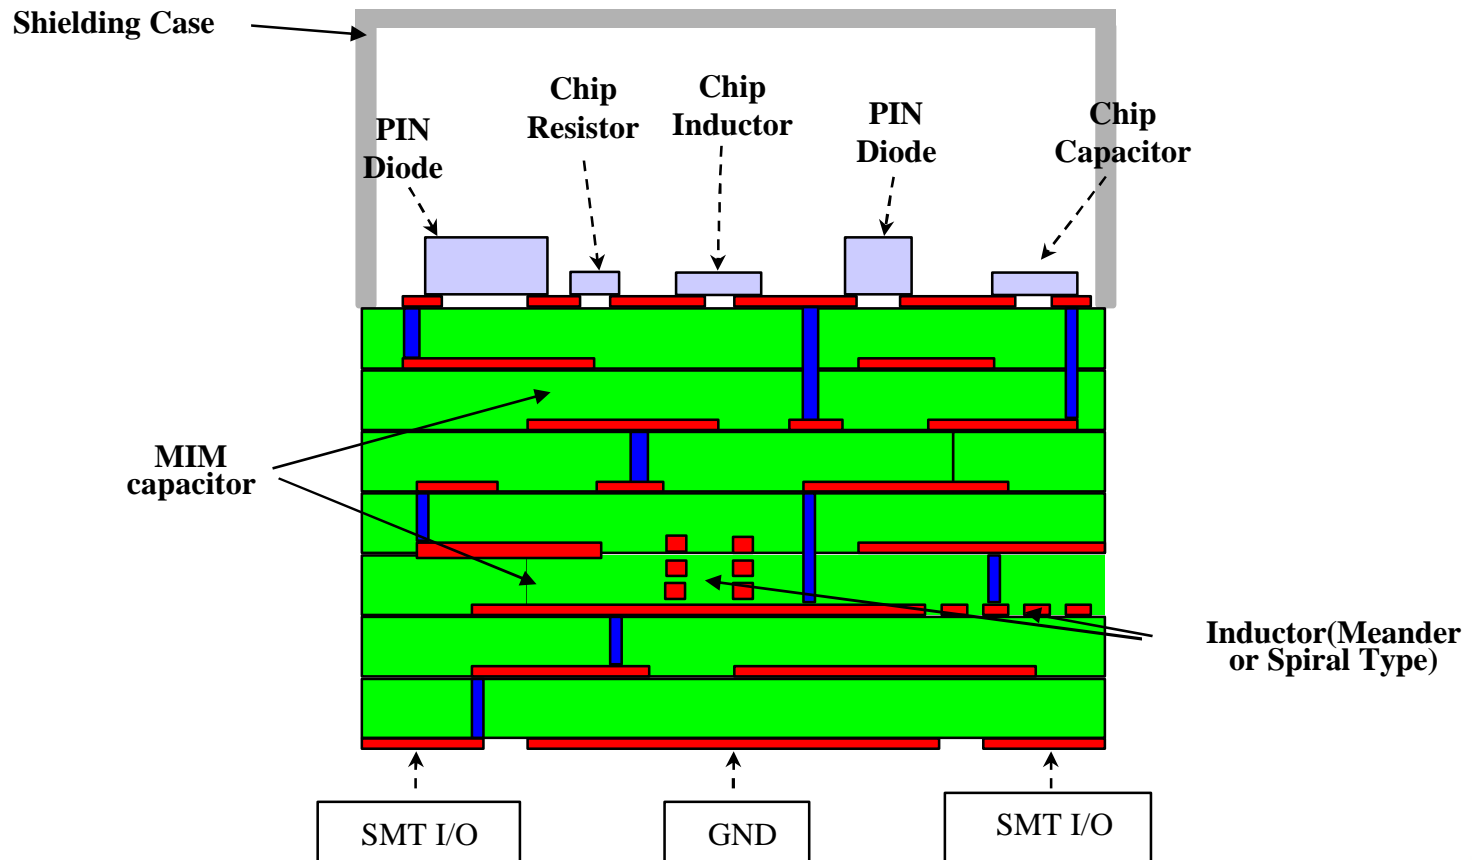 Shielding Case
PIN
Diode
Chip
Resistor
Chip
Inductor
PIN
Diode
Chip
Capacitor
MIM
capacitor
Inductor(Meander
or Spiral Type)
SMT I/O
GND
SMT I/O